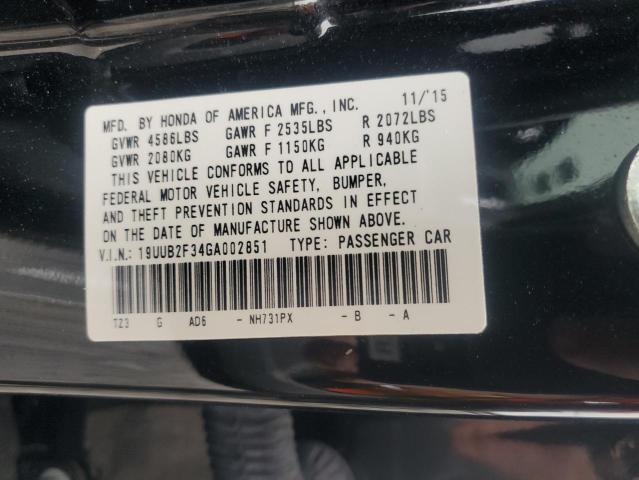 MFD. BY HONDA OF AMERICA MFG., INC. 11/'15
GVWR 4586LBS GAWR F 2535LBS R 2072LBS
GVWR 2080KG GAWR F 1150KG R 940KG
THIS VEHICLE CONFORMS TO ALL APPLICABLE
FEDERAL MOTOR VEHICLE SAFETY, BUMPER,
AND THEFT PREVENTION STANDARDS IN EFFECT
ON THE DATE OF MANUFACTURE SHOWN ABOVE.
V.I.N.: 19UUB2F34GA002851 TYPE: PASSENGER CAR
TZ3 G AD6 - NH731PX - B - A